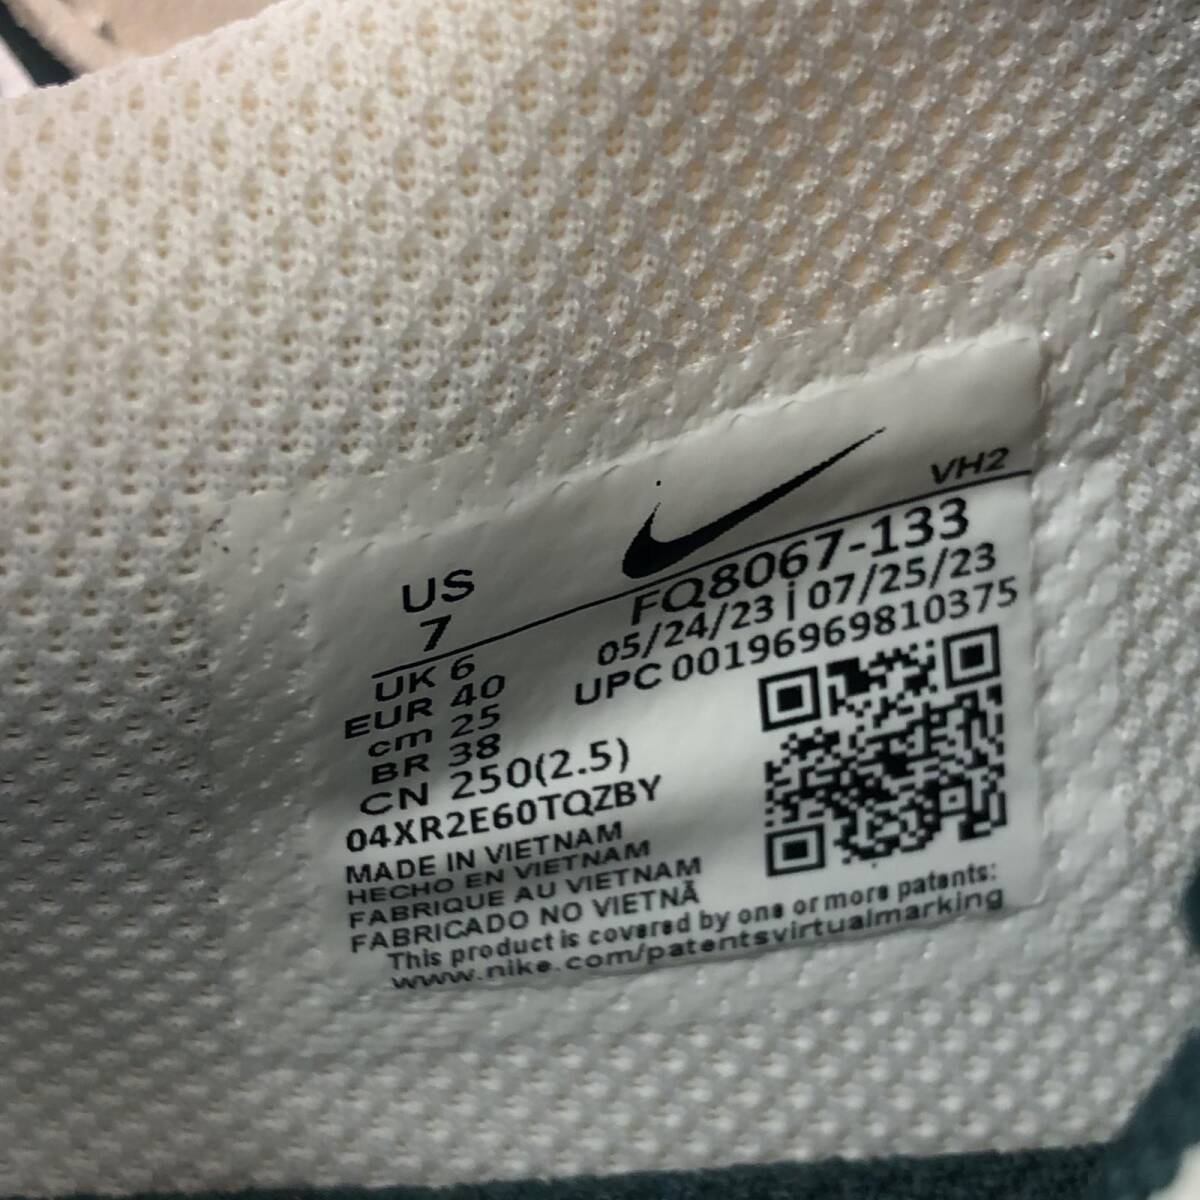 VH2
US
7
FQ8067-133
05/24/23 | 07/25/23
UPC 00196969810375
UK 6
EUR 40
cm 25
BR 38
CN 250(2.5)
04XR2E60TQZBY
MADE IN VIETNAM
HECHO EN VIETNAM
FABRIQUE AU VIETNAM
FABRICADO NO VIETNÃ
This product is covered by one or more patents:
www.nike.com/patentsvirtualmarking